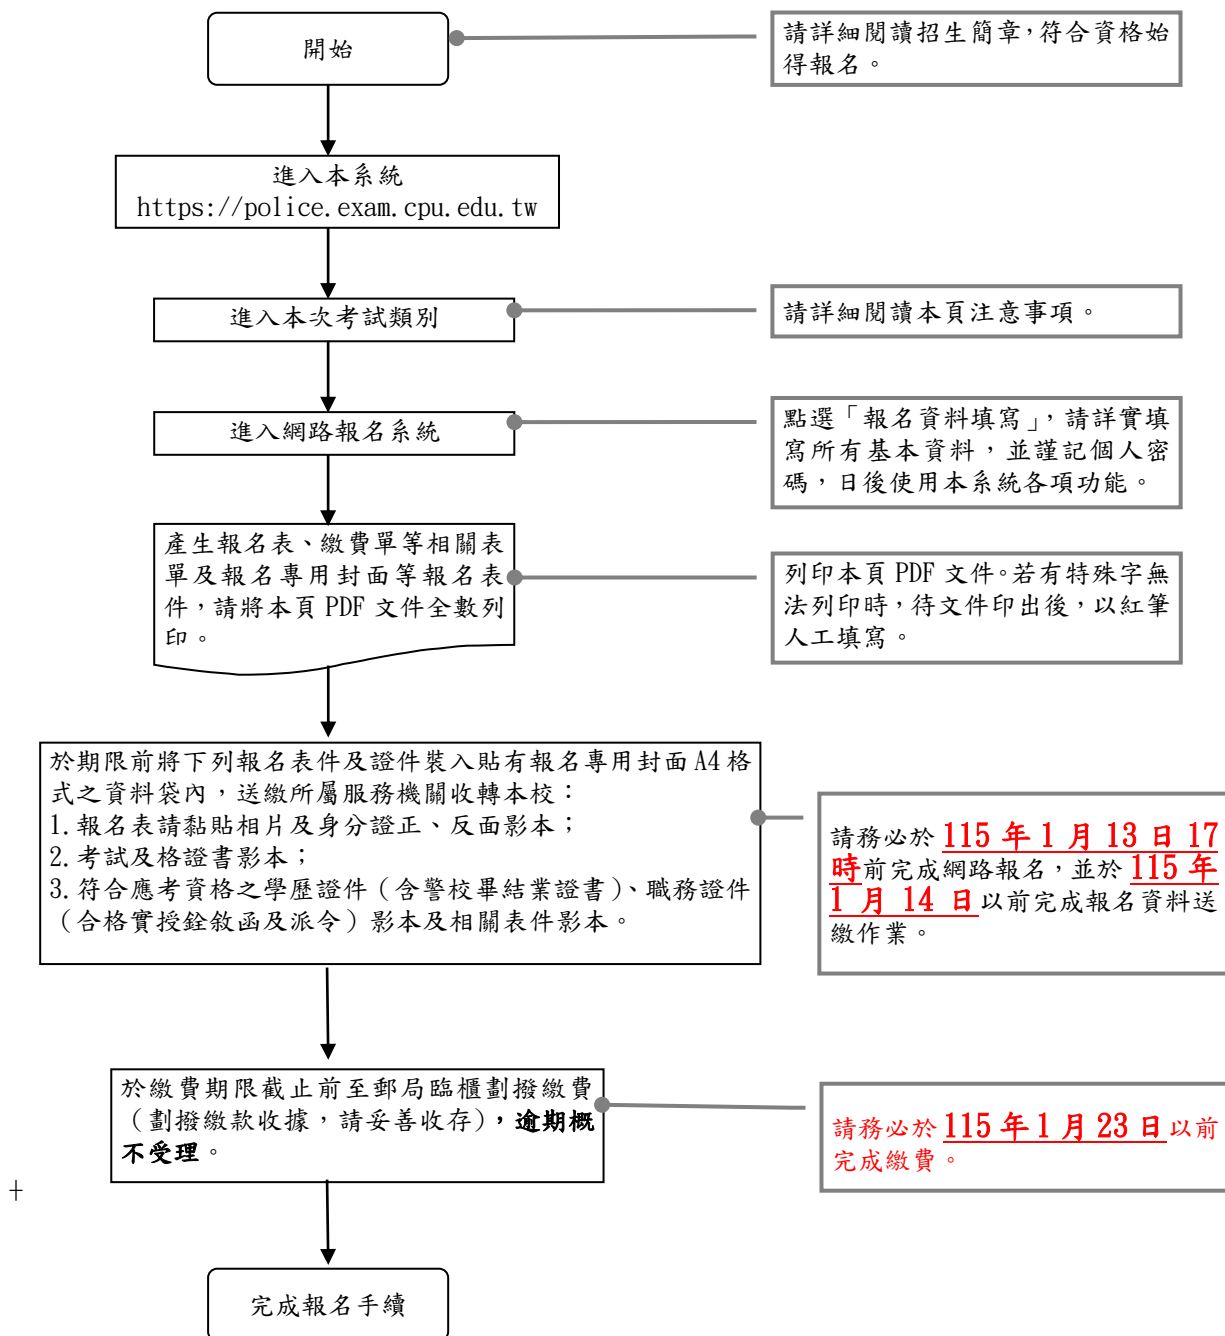 開始
請詳細閱讀招生簡章，符合資格始
得報名。
進入本系統
https://police.exam.cpu.edu.tw
進入本次考試類別
請詳細閱讀本頁注意事項。
進入網路報名系統
點選「報名資料填寫」，請詳實填
寫所有基本資料，並謹記個人密
碼，日後使用本系統各項功能。
產生報名表、繳費單等相關表
單及報名專用封面等報名表
件，請將本頁 PDF 文件全數列
印。
列印本頁 PDF 文件。若有特殊字無
法列印時，待文件印出後，以紅筆
人工填寫。
於期限前將下列報名表件及證件裝入貼有報名專用封面 A4 格
式之資料袋內，送繳所屬服務機關收轉本校：
1.報名表請黏貼相片及身分證正、反面影本；
2.考試及格證書影本；
3.符合應考資格之學歷證件（含警校畢結業證書）、職務證件
（合格實授銓敘函及派令）影本及相關表件影本。
請務必於 115 年 1 月 13 日 17
時前完成網路報名，並於 115 年
1 月 14 日以前完成報名資料送
繳作業。
於繳費期限截止前至郵局臨櫃劃撥繳費
（劃撥繳款收據，請妥善收存），逾期概
不受理。
請務必於 115 年 1 月 23 日以前
完成繳費。
+
完成報名手續